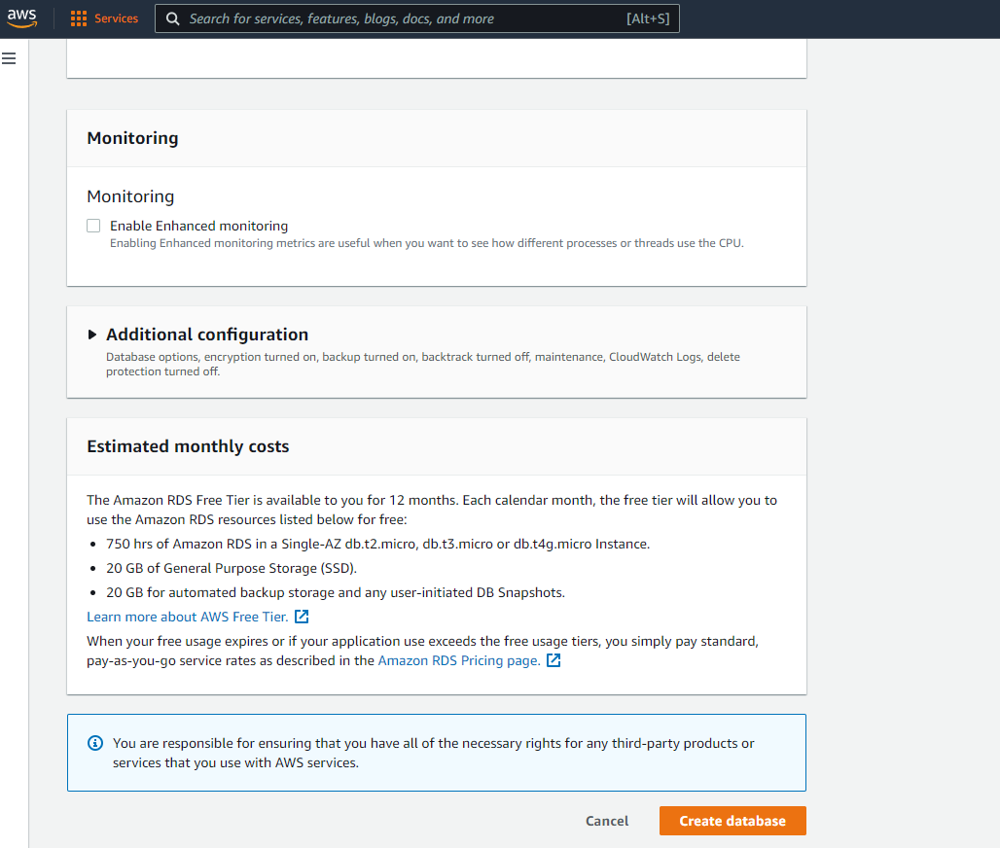 aws
Services
Search for services, features, blogs, docs, and more
[Alt+S]
Monitoring
Monitoring
Enable Enhanced monitoring
Enabling Enhanced monitoring metrics are useful when you want to see how different processes or threads use the CPU.
Additional configuration
Database options, encryption turned on, backup turned on, backtrack turned off, maintenance, CloudWatch Logs, delete
protection turned off.
Estimated monthly costs
The Amazon RDS Free Tier is available to you for 12 months. Each calendar month, the free tier will allow you to
use the Amazon RDS resources listed below for free:
• 750 hrs of Amazon RDS in a Single-AZ db.t2.micro, db.t3.micro or db.t4g.micro Instance.
• 20 GB of General Purpose Storage (SSD).
• 20 GB for automated backup storage and any user-initiated DB Snapshots.
Learn more about AWS Free Tier.
When your free usage expires or if your application use exceeds the free usage tiers, you simply pay standard,
pay-as-you-go service rates as described in the Amazon RDS Pricing page.
You are responsible for ensuring that you have all of the necessary rights for any third-party products or
services that you use with AWS services.
Cancel
Create database